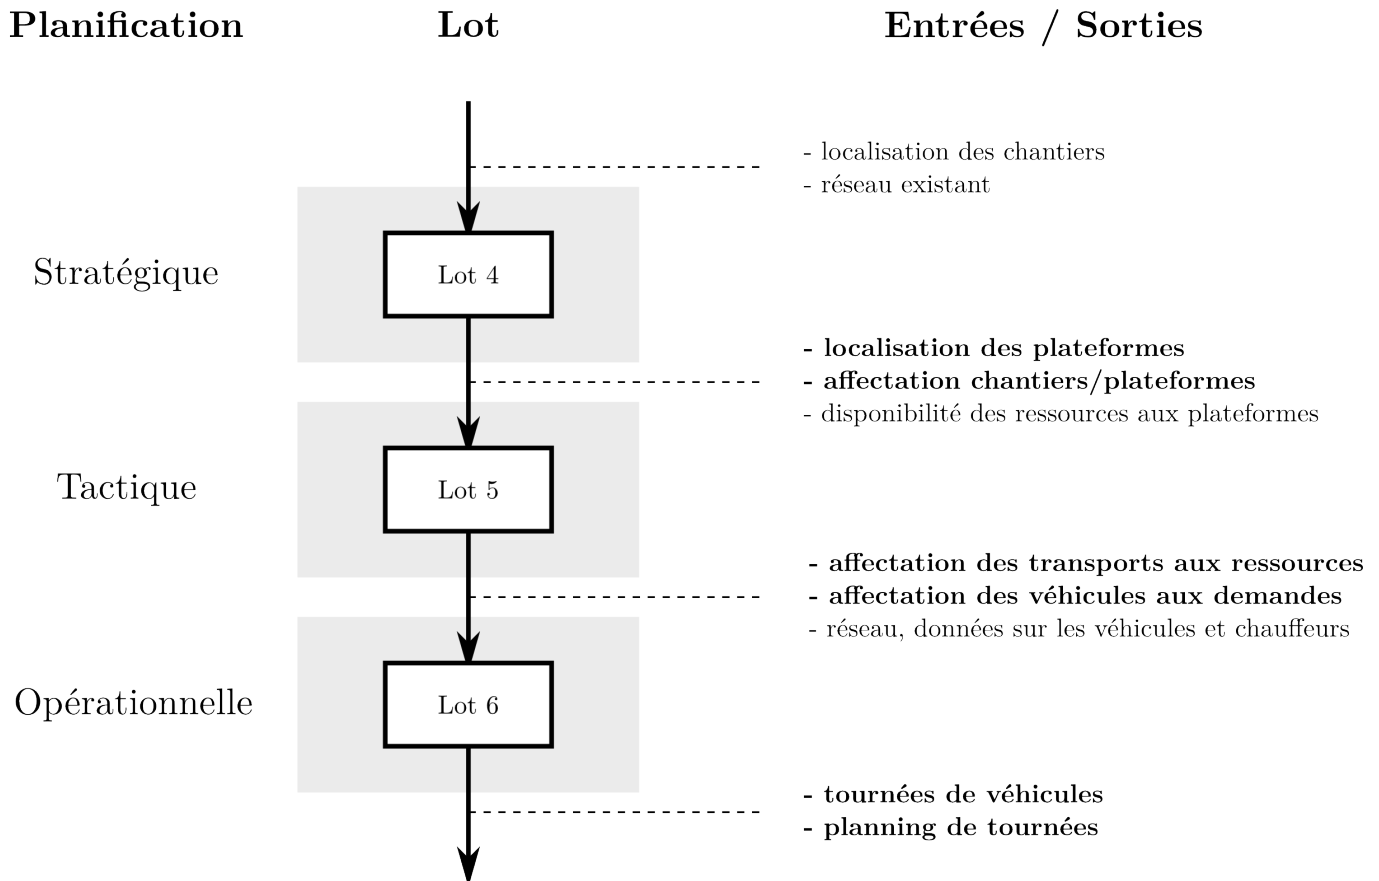 Planification Lot Entrées / Sorties
- localisation des chantiers
- réseau existant
Stratégique
Lot 4
- localisation des plateformes
- affectation chantiers/plateformes
- disponibilité des ressources aux plateformes
Tactique
Lot 5
- affectation des transports aux ressources
- affectation des véhicules aux demandes
- réseau, données sur les véhicules et chauffeurs
Opérationnelle
Lot 6
- tournées de véhicules
- planning de tournées